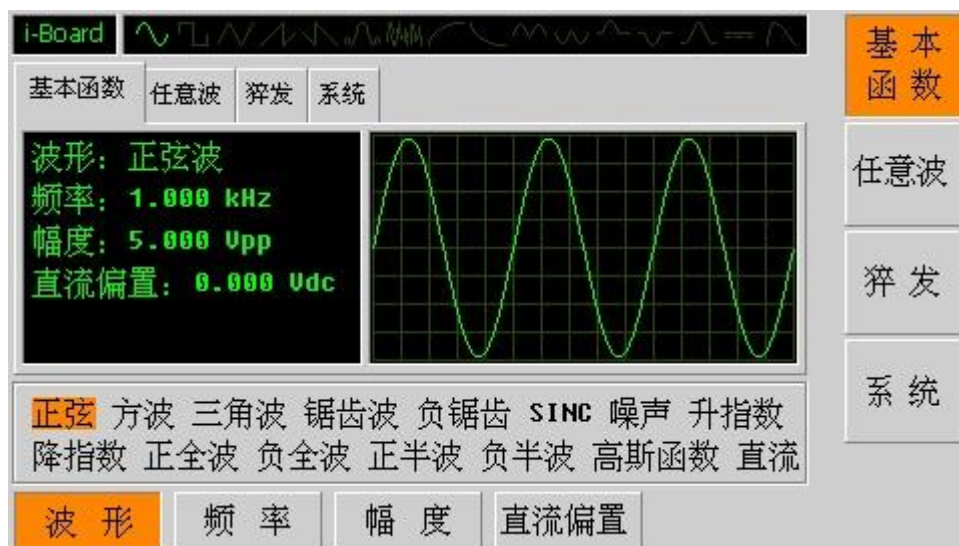 i-Board
基本函数 任意波 猝发 系统
波形：正弦波
频率：1.000 kHz
幅度：5.000 Vpp
直流偏置：0.000 Vdc
正弦 方波 三角波 锯齿波 负锯齿 SINC 噪声 升指数
降指数 正全波 负全波 正半波 负半波 高斯函数 直流
波形 频率 幅度 直流偏置
基本
函数
任意波
猝发
系统